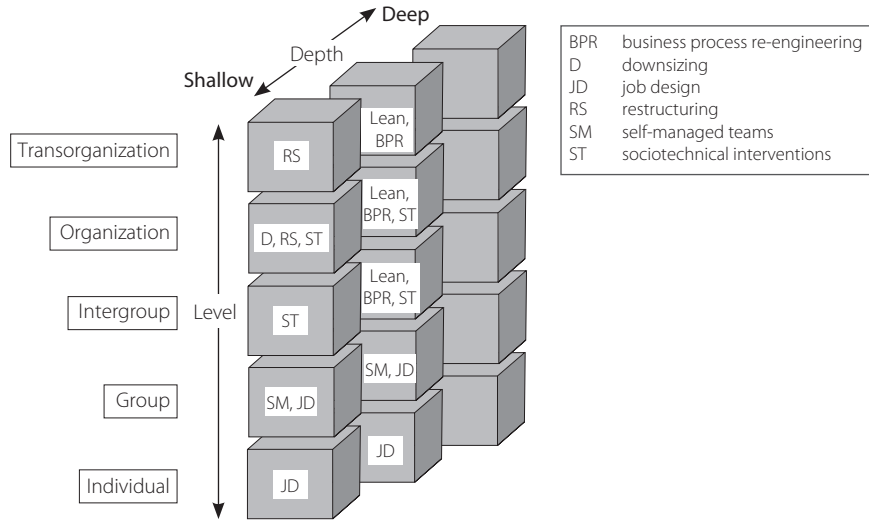 Deep
Depth
Shallow
BPR business process re-engineering
D downsizing
JD job design
RS restructuring
SM self-managed teams
ST sociotechnical interventions
Transorganization
RS
Lean,
BPR
Organization
D, RS, ST
Lean,
BPR, ST
Intergroup
Level
ST
Lean,
BPR, ST
Group
SM, JD
SM, JD
Individual
JD
JD